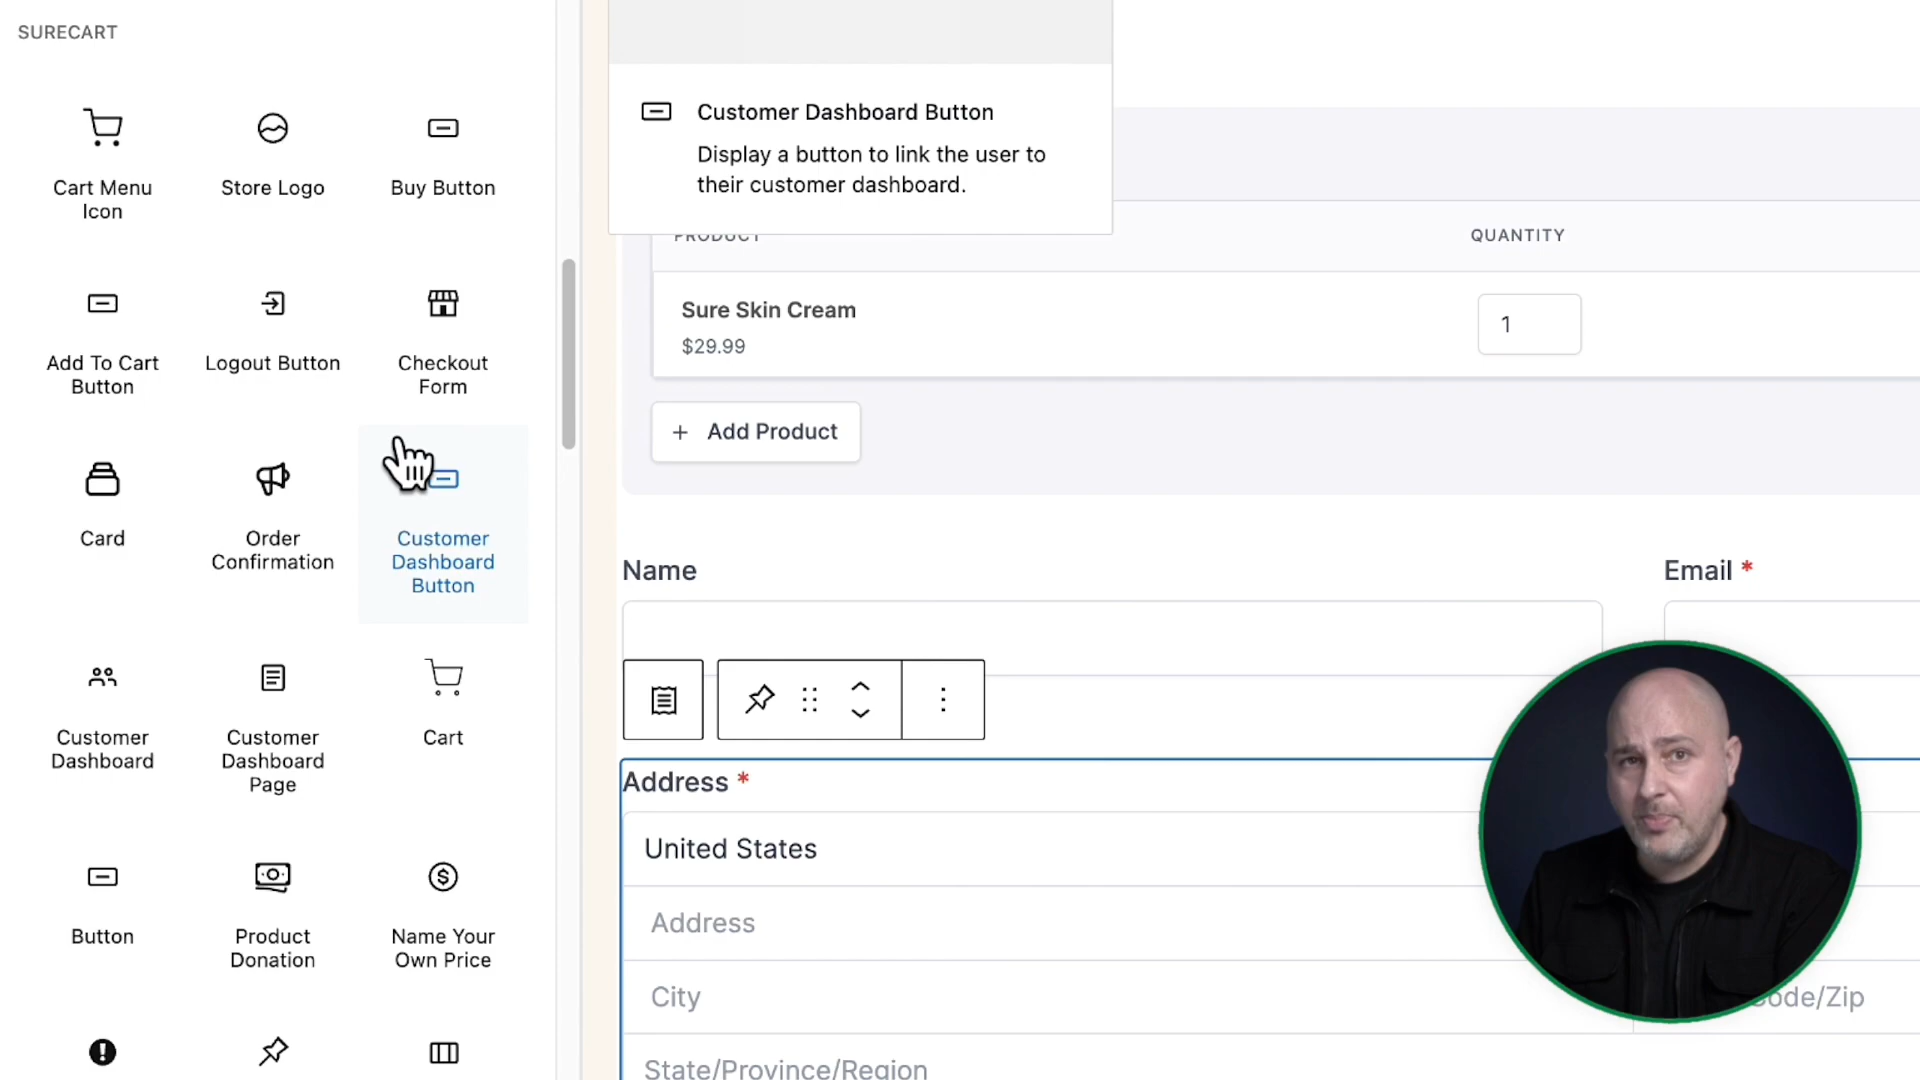 SURECART
Cart Menu
Icon
Store Logo
Buy Button
Add To Cart
Button
Logout Button
Checkout
Form
Card
Order
Confirmation
Customer
Dashboard
Button
Customer
Dashboard
Customer
Dashboard
Page
Cart
Button
Product
Donation
Name Your
Own Price
Customer Dashboard Button
Display a button to link the user to
their customer dashboard.
PRODUCT
QUANTITY
Sure Skin Cream
$29.99
1
+ Add Product
Name
Email *
Address *
United States
Address
City
Code/Zip
State/Province/Region